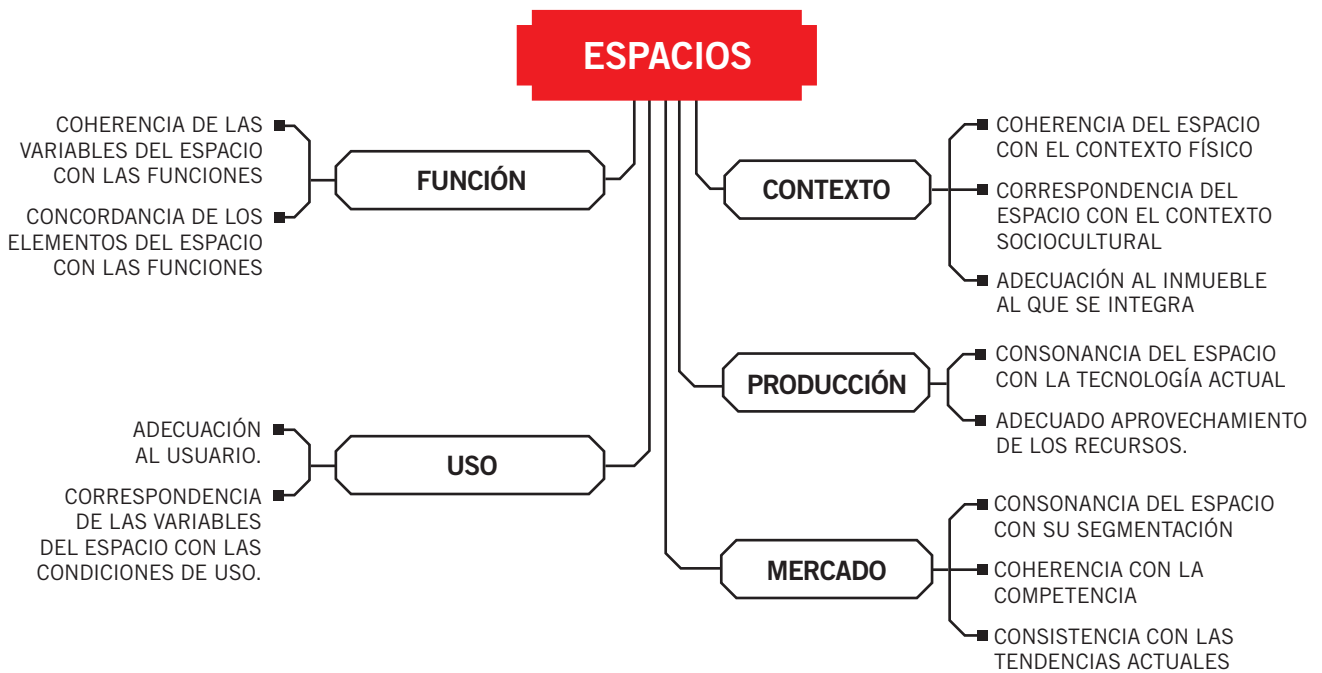 ESPACIOS
FUNCIÓN
COHERENCIA DE LAS
VARIABLES DEL ESPACIO
CON LAS FUNCIONES
CONCORDANCIA DE LOS
ELEMENTOS DEL ESPACIO
CON LAS FUNCIONES
USO
ADECUACIÓN
AL USUARIO.
CORRESPONDENCIA
DE LAS VARIABLES
DEL ESPACIO CON LAS
CONDICIONES DE USO.
CONTEXTO
COHERENCIA DEL ESPACIO
CON EL CONTEXTO FÍSICO
CORRESPONDENCIA DEL
ESPACIO CON EL CONTEXTO
SOCIOCULTURAL
ADECUACIÓN AL INMUEBLE
AL QUE SE INTEGRA
PRODUCCIÓN
CONSONANCIA DEL ESPACIO
CON LA TECNOLOGÍA ACTUAL
ADECUADO APROVECHAMIENTO
DE LOS RECURSOS.
MERCADO
CONSONANCIA DEL ESPACIO
CON SU SEGMENTACIÓN
COHERENCIA CON LA
COMPETENCIA
CONSISTENCIA CON LAS
TENDENCIAS ACTUALES